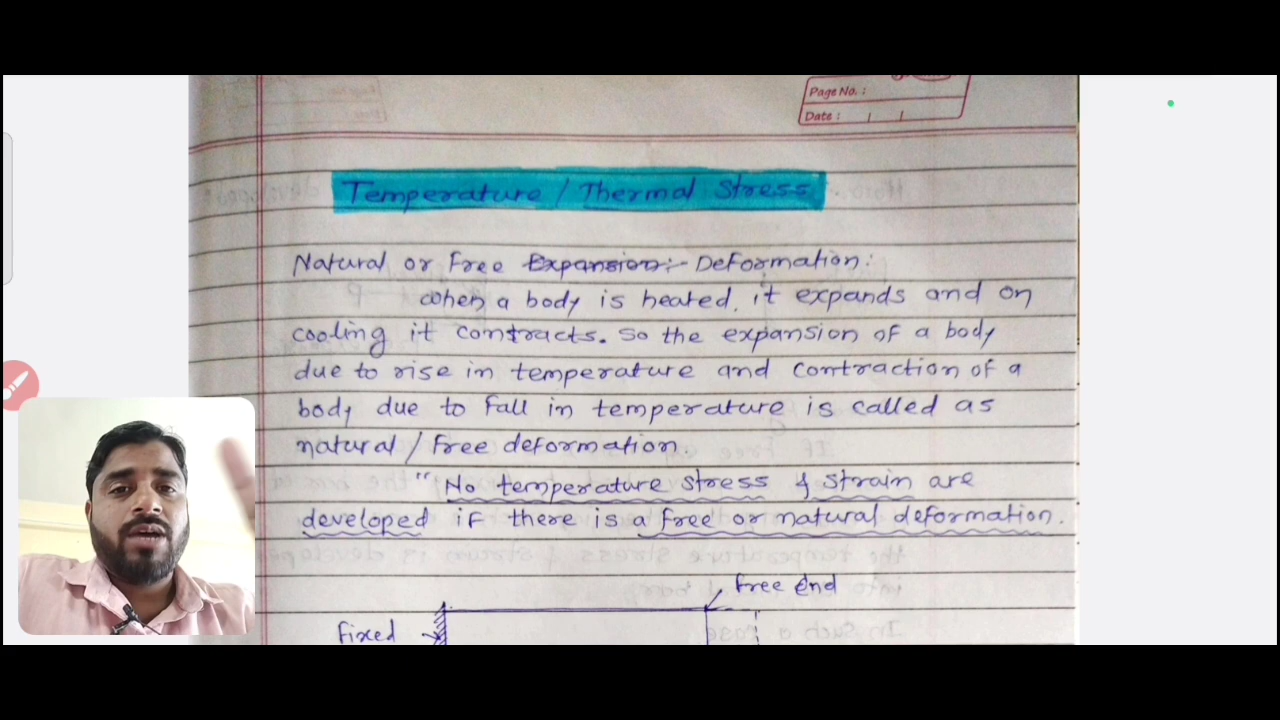 Page No. :
Date :
Temperature / Thermal Stress
Natural or Free Expansion:- Deformation:
when a body is heated, it expands and on
cooling it contracts. So the expansion of a body
due to rise in temperature and contraction of a
body due to fall in temperature is called as
natural / free deformation.
"No temperature stress & strain are
developed if there is a free or natural deformation.
free End
Fixed